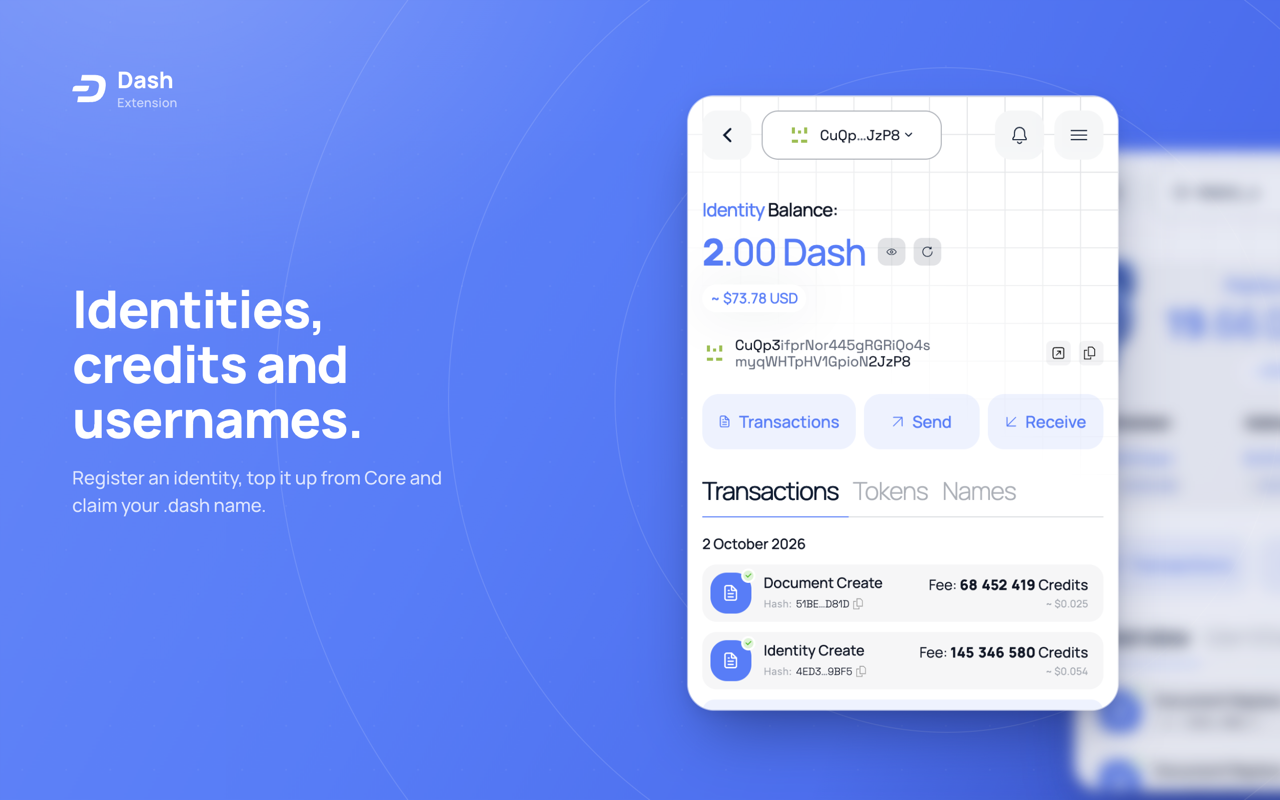 Dash
Extension
Identities,
credits and
usernames.
Register an identity, top it up from Core and
claim your .dash name.
CuQp...JzP8
Identity Balance:
2.00 Dash
~ $73.78 USD
CuQp3ifprNor445gRGRiQo4s
myqWHTpHV1GpioN2JzP8
Transactions
Send
Receive
Transactions Tokens Names
2 October 2026
Document Create
Fee: 68 452 419 Credits
Hash: 51BE...D81D
~ $0.025
Identity Create
Fee: 145 346 580 Credits
Hash: 4ED3...9BF5
~ $0.054